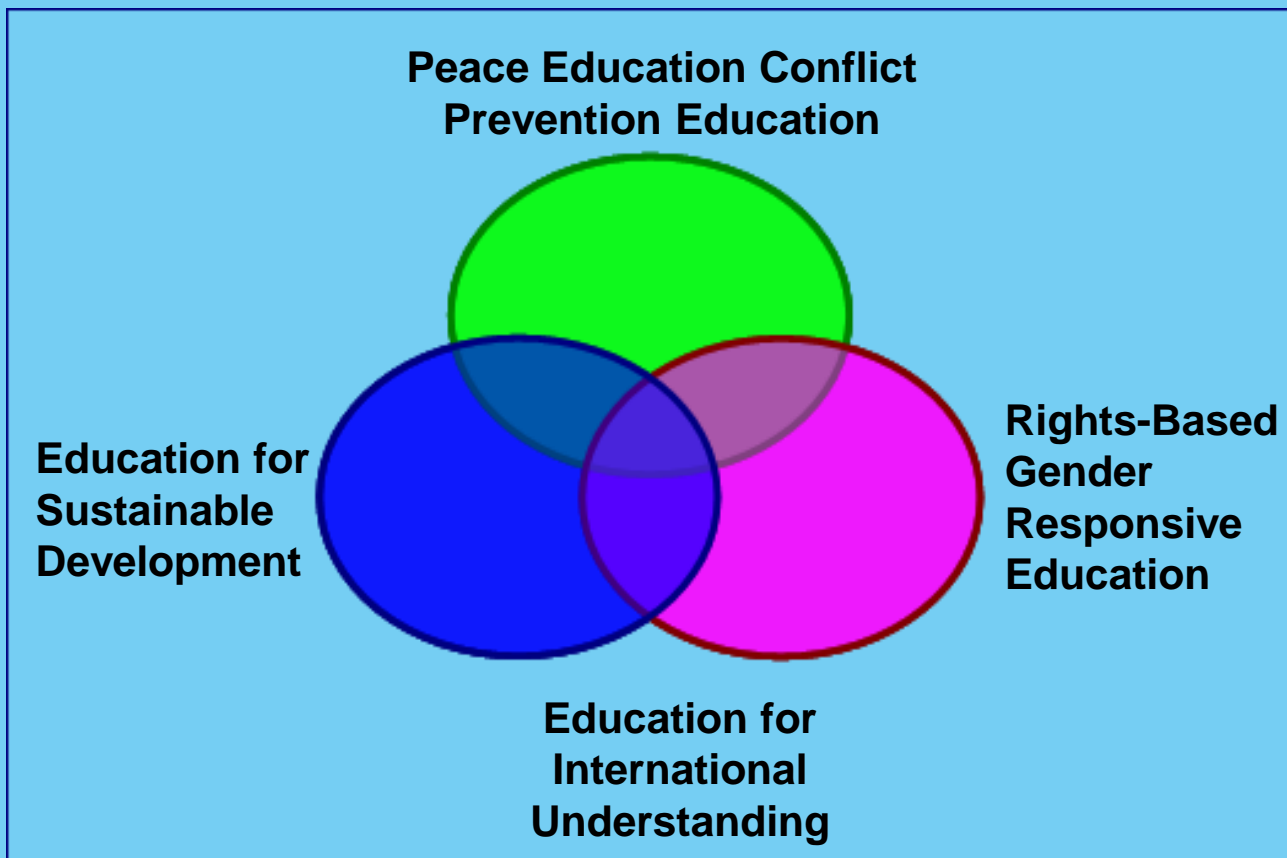 Peace Education Conflict
Prevention Education
Education for
Sustainable
Development
Rights-Based
Gender
Responsive
Education
Education for
International
Understanding